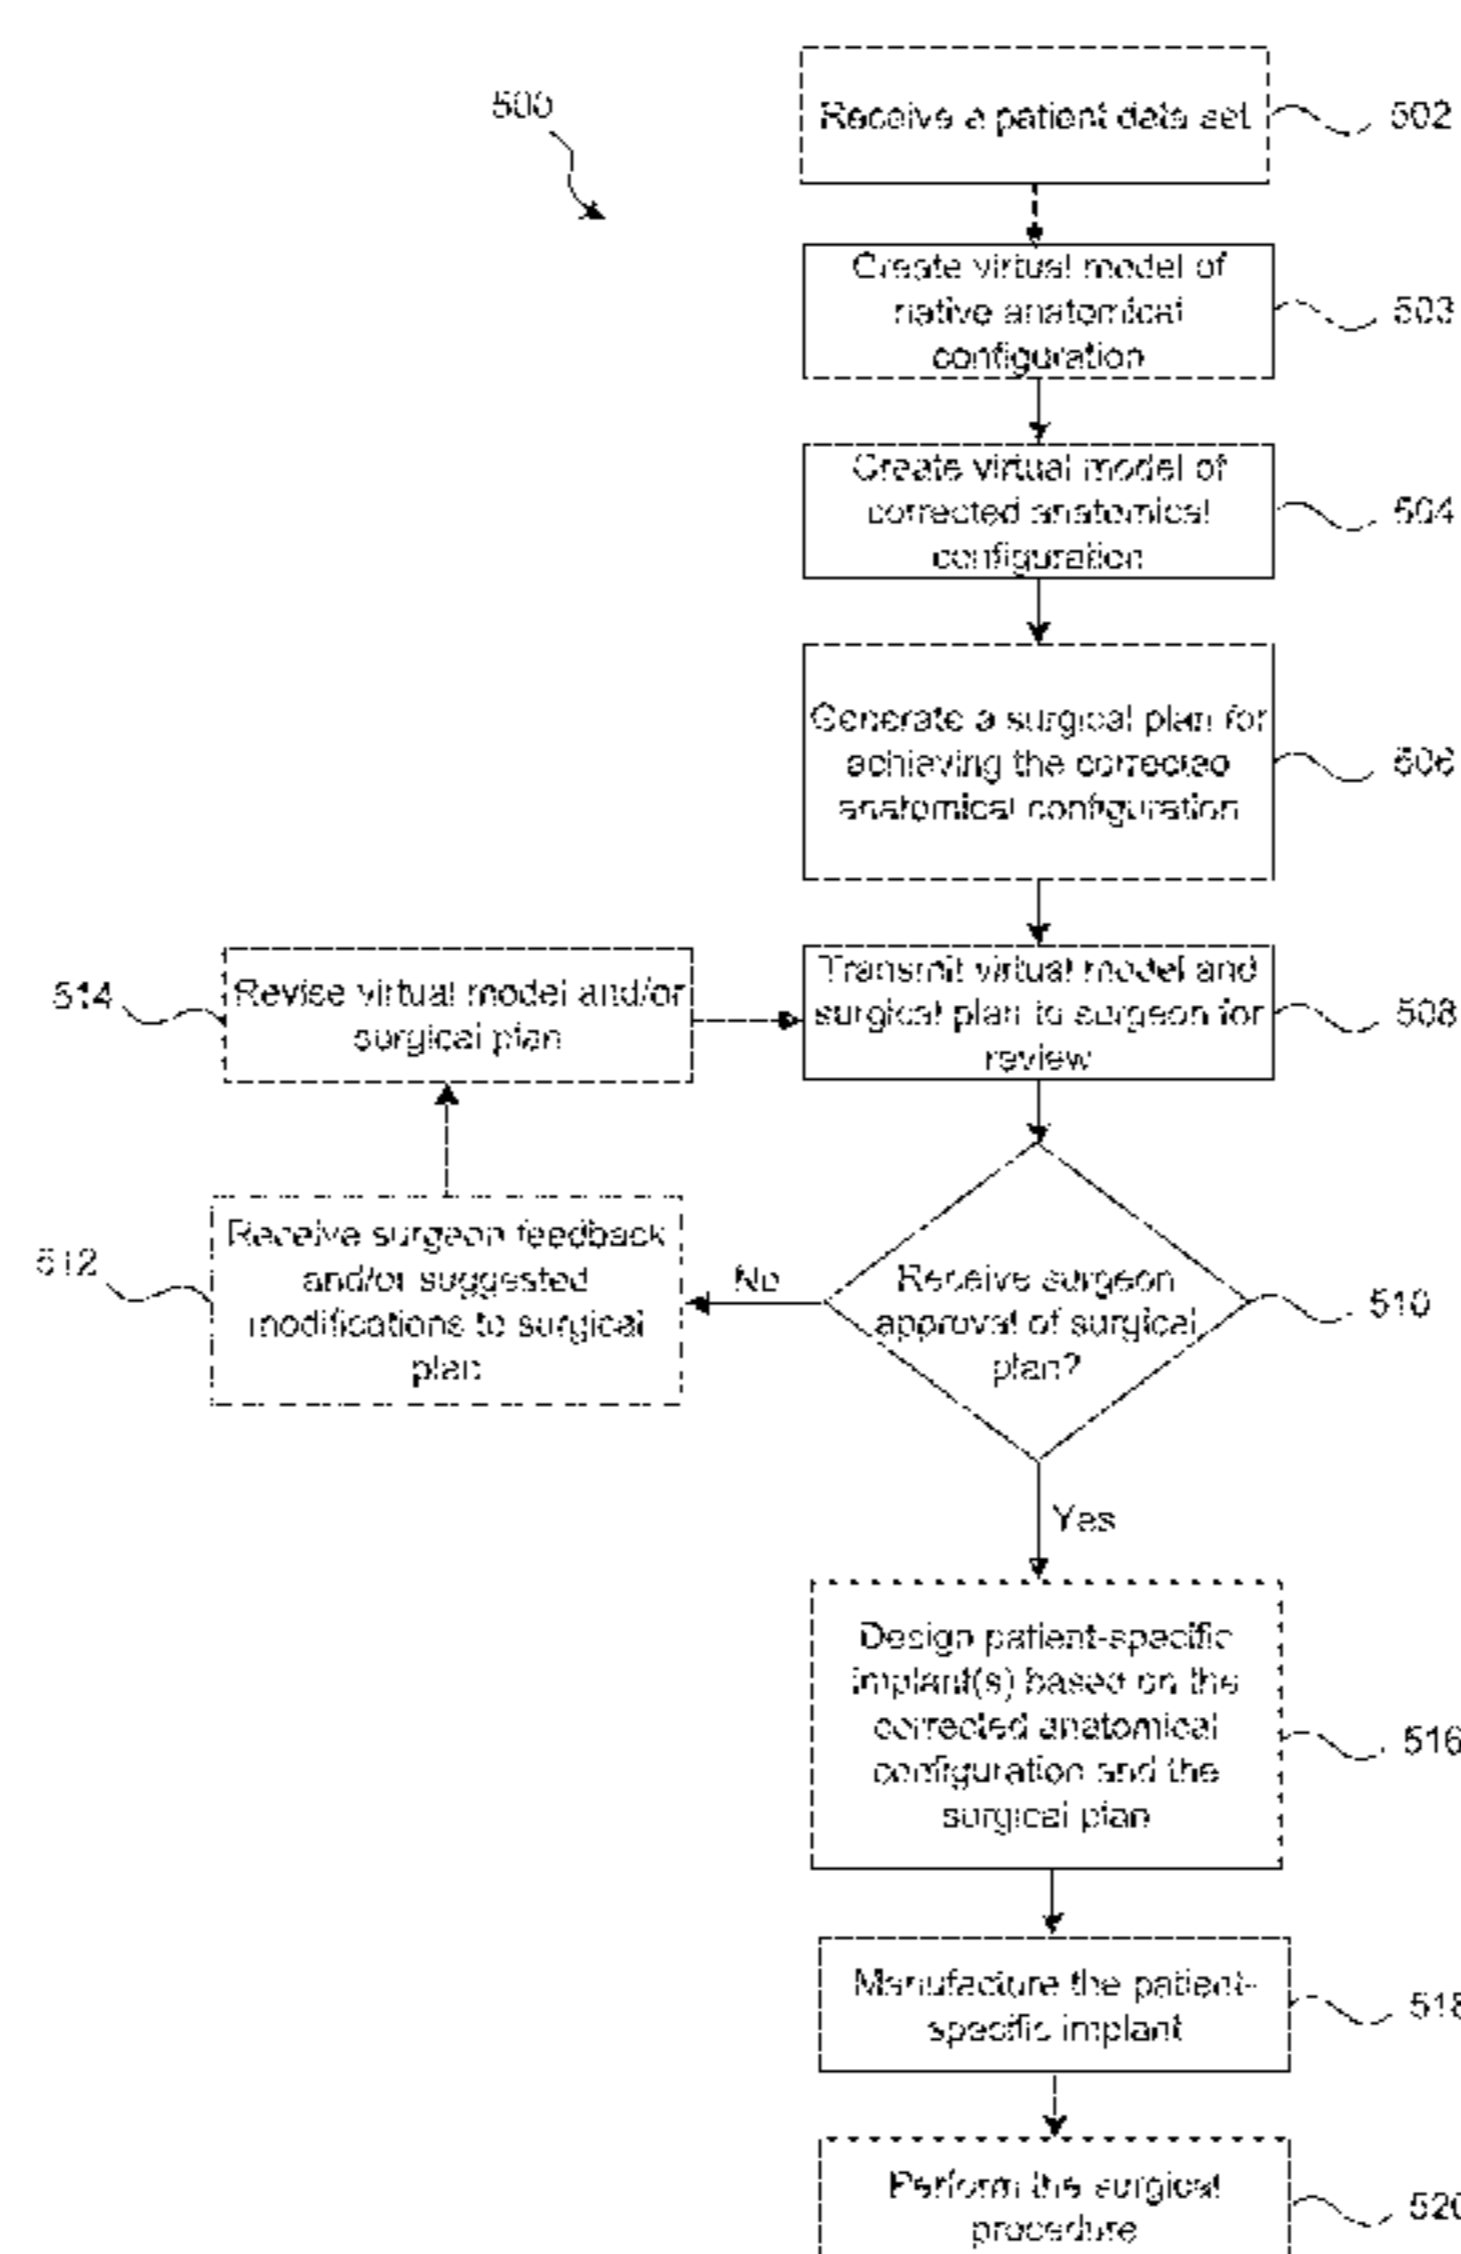 500
Receive a patient data set
502
Create virtual model of
native anatomical
configuration
503
Create virtual model of
corrected anatomical
configuration
504
Generate a surgical plan for
achieving the corrected
anatomical configuration
506
514
Revise virtual model and/or
surgical plan
Transmit virtual model and
surgical plan to surgeon for
review
508
512
Receive surgeon feedback
and/or suggested
modifications to surgical
plan
No
Receive surgeon
approval of surgical
plan?
510
Yes
Design patient-specific
implant(s) based on the
corrected anatomical
configuration and the
surgical plan
516
Manufacture the patient-
specific implant
518
Perform the surgical
procedure
520